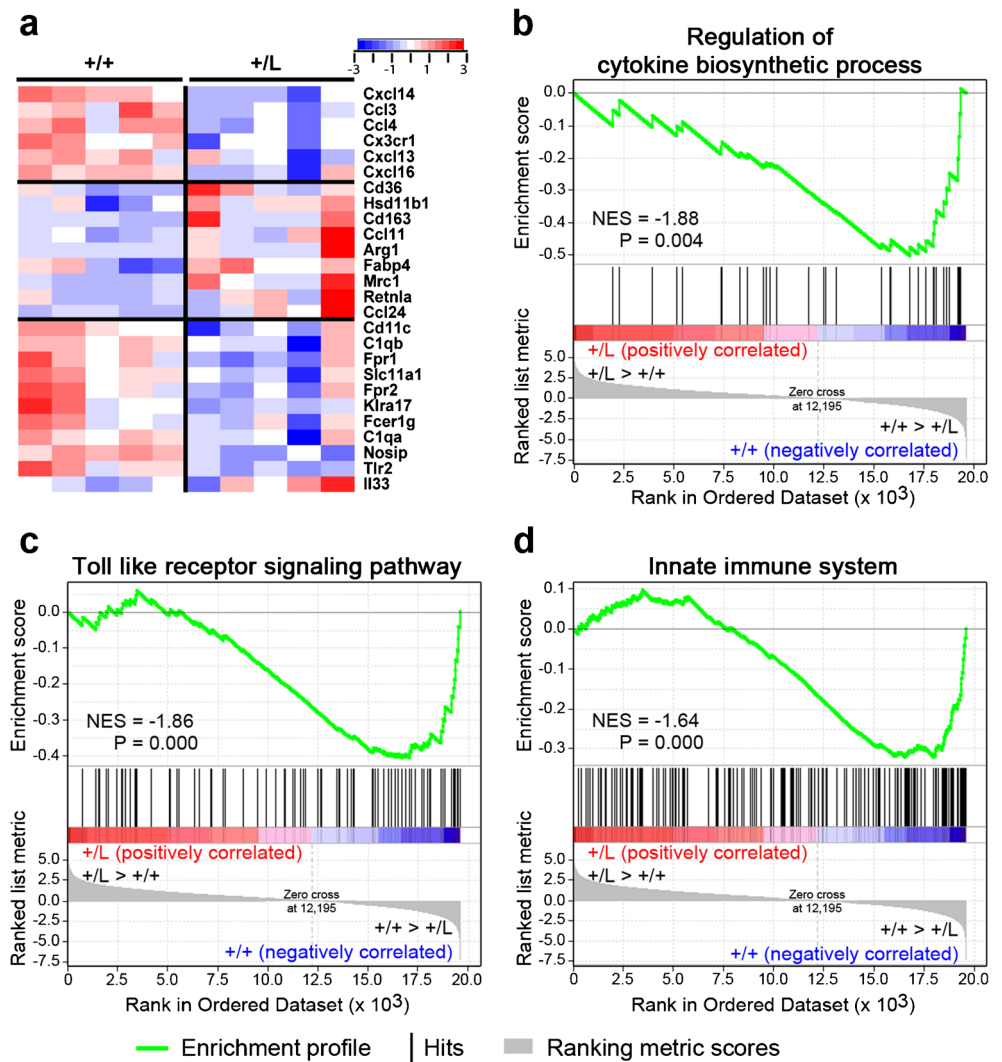 a
+/+
+/L
-3 -1 1 3
Cxcl14
Ccl3
Ccl4
Cx3cr1
Cxcl13
Cxcl16
Cd36
Hsd11b1
Cd163
Ccl11
Arg1
Fabp4
Mrc1
Retnla
Ccl24
Cd11c
C1qb
Fpr1
Slc11a1
Fpr2
Klra17
Fcer1g
C1qa
Nosip
Tlr2
Il33
b
Regulation of
cytokine biosynthetic process
Enrichment score
0.0
-0.1
-0.2
-0.3
-0.4
-0.5
NES = -1.88
P = 0.004
Ranked list metric
5.0
2.5
0.0
-2.5
-5.0
-7.5
+/L (positively correlated)
+/L > +/+
Zero cross
at 12,195
+/+ > +/L
+/+ (negatively correlated)
0 2.5 5.0 7.5 10.0 12.5 15.0 17.5 20.0
Rank in Ordered Dataset (x 10³)
c
Toll like receptor signaling pathway
Enrichment score
0.0
-0.1
-0.2
-0.3
-0.4
NES = -1.86
P = 0.000
Ranked list metric
5.0
2.5
0.0
-2.5
-5.0
-7.5
+/L (positively correlated)
+/L > +/+
Zero cross
at 12,195
+/+ > +/L
+/+ (negatively correlated)
0 2.5 5.0 7.5 10.0 12.5 15.0 17.5 20.0
Rank in Ordered Dataset (x 10³)
d
Innate immune system
Enrichment score
0.1
0.0
-0.1
-0.2
-0.3
NES = -1.64
P = 0.000
Ranked list metric
5.0
2.5
0.0
-2.5
-5.0
-7.5
+/L (positively correlated)
+/L > +/+
Zero cross
at 12,195
+/+ > +/L
+/+ (negatively correlated)
0 2.5 5.0 7.5 10.0 12.5 15.0 17.5 20.0
Rank in Ordered Dataset (x 10³)
Enrichment profile
Hits
Ranking metric scores